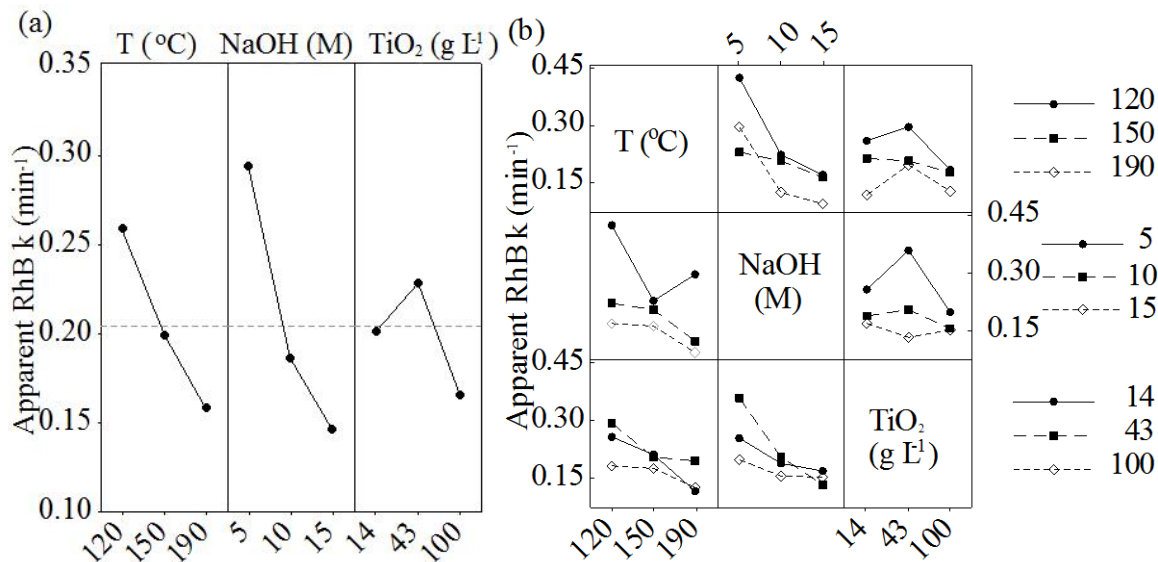 (a)
T (°C) NaOH (M) TiO₂ (g L⁻¹)
0.35
0.30
0.25
0.20
0.15
0.10
Apparent RhB k (min⁻¹)
120 150 190 5 10 15 14 43 100
(b)
5 10 15
0.45
0.30
0.15
T (°C)
120
150
190
Apparent RhB k (min⁻¹)
NaOH
(M)
0.45
0.30
0.15
5
10
15
0.45
0.30
0.15
TiO₂
(g L⁻¹)
14
43
100
120 150 190 14 43 100